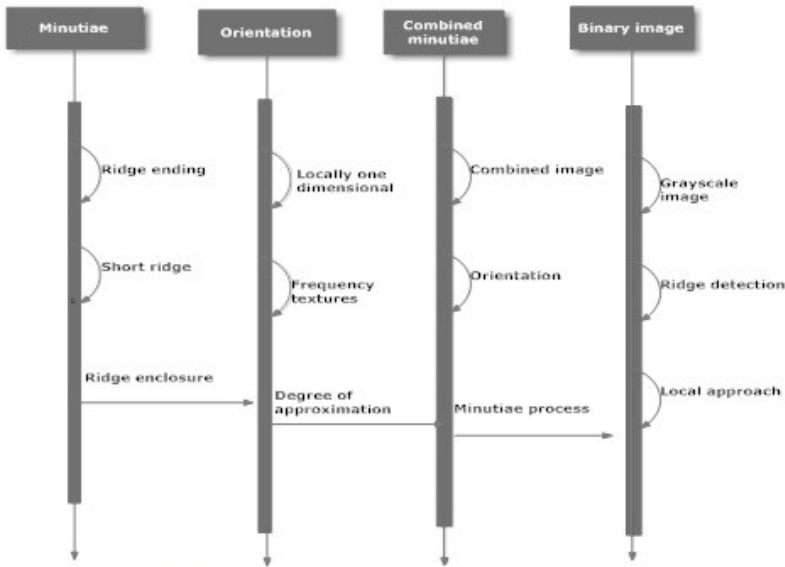 Minutiae
Orientation
Combined
minutiae
Binary image
Ridge ending
Locally one
dimensional
Combined image
Grayscale
image
Short ridge
Frequency
textures
Orientation
Ridge detection
Ridge enclosure
Degree of
approximation
Minutiae process
Local approach